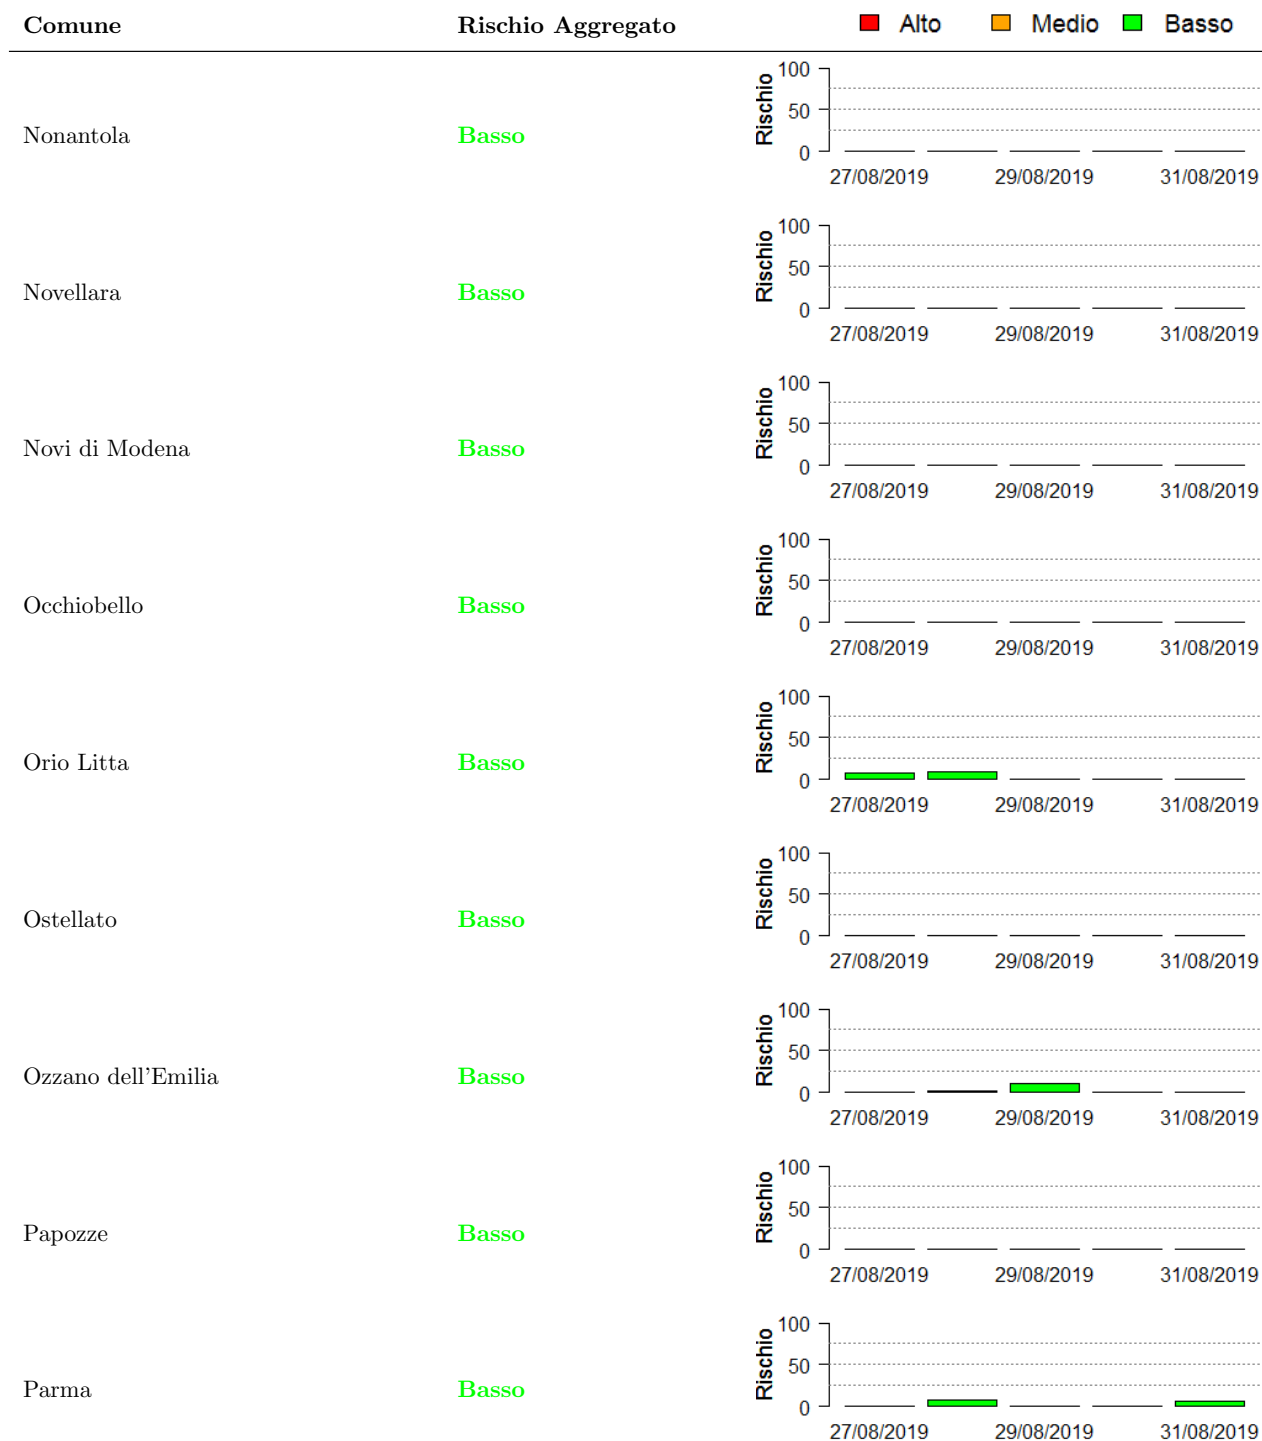 Comune Rischio Aggregato Alto Medio Basso
100
50
0
Rischio
Nonantola Basso
27/08/2019 29/08/2019 31/08/2019
100
50
0
Rischio
Novellara Basso
27/08/2019 29/08/2019 31/08/2019
100
50
0
Rischio
Novi di Modena Basso
27/08/2019 29/08/2019 31/08/2019
100
50
0
Rischio
Occhiobello Basso
27/08/2019 29/08/2019 31/08/2019
100
50
0
Rischio
Orio Litta Basso
27/08/2019 29/08/2019 31/08/2019
100
50
0
Rischio
Ostellato Basso
27/08/2019 29/08/2019 31/08/2019
100
50
0
Rischio
Ozzano dell'Emilia Basso
27/08/2019 29/08/2019 31/08/2019
100
50
0
Rischio
Papozze Basso
27/08/2019 29/08/2019 31/08/2019
100
50
0
Rischio
Parma Basso
27/08/2019 29/08/2019 31/08/2019